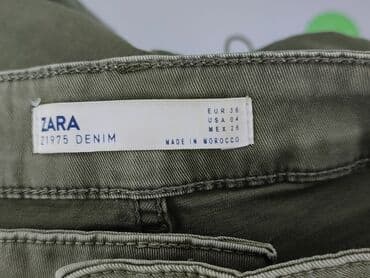 ZARA
Z1975 DENIM
EUR 36
USA 04
MEX 26
MADE IN MOROCCO